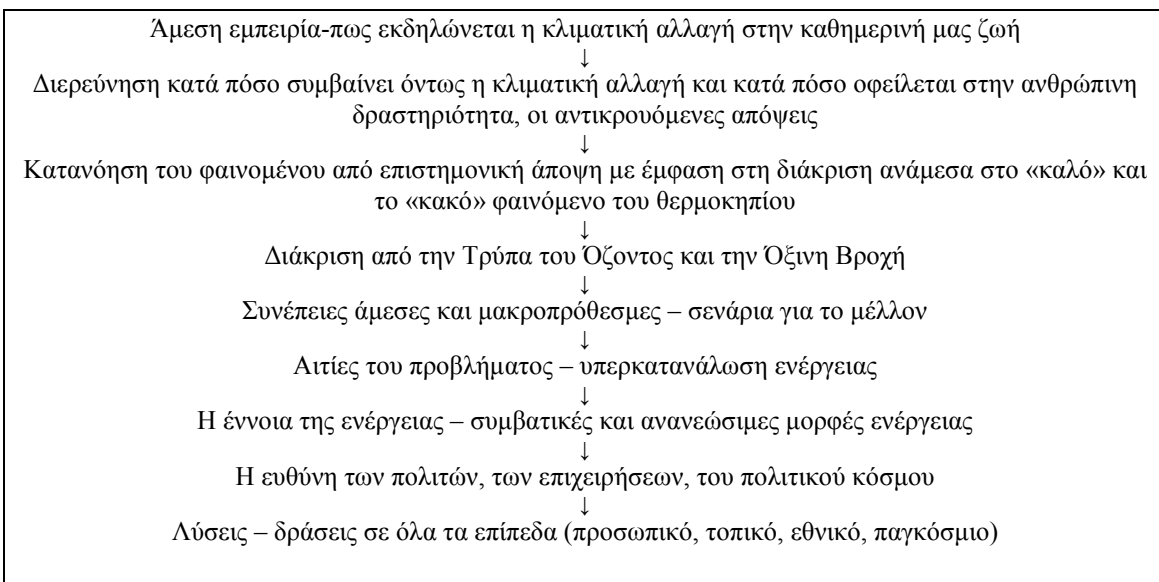 Άμεση εμπειρία-πως εκδηλώνεται η κλιματική αλλαγή στην καθημερινή μας ζωή
↓
Διερεύνηση κατά πόσο συμβαίνει όντως η κλιματική αλλαγή και κατά πόσο οφείλεται στην ανθρώπινη
δραστηριότητα, οι αντικρουόμενες απόψεις
↓
Κατανόηση του φαινομένου από επιστημονική άποψη με έμφαση στη διάκριση ανάμεσα στο «καλό» και
το «κακό» φαινόμενο του θερμοκηπίου
↓
Διάκριση από την Τρύπα του Όζοντος και την Όξινη Βροχή
↓
Συνέπειες άμεσες και μακροπρόθεσμες – σενάρια για το μέλλον
↓
Αιτίες του προβλήματος – υπερκατανάλωση ενέργειας
↓
Η έννοια της ενέργειας – συμβατικές και ανανεώσιμες μορφές ενέργειας
↓
Η ευθύνη των πολιτών, των επιχειρήσεων, του πολιτικού κόσμου
↓
Λύσεις – δράσεις σε όλα τα επίπεδα (προσωπικό, τοπικό, εθνικό, παγκόσμιο)